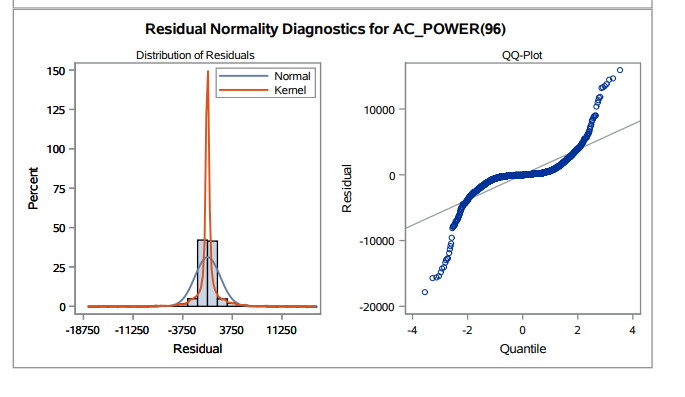 Residual Normality Diagnostics for AC_POWER(96)
Distribution of Residuals
Normal
Kernel
150
125
100
75
50
25
0
Percent
-18750 -11250 -3750 3750 11250
Residual
QQ-Plot
10000
0
-10000
-20000
Residual
-4 -2 0 2 4
Quantile